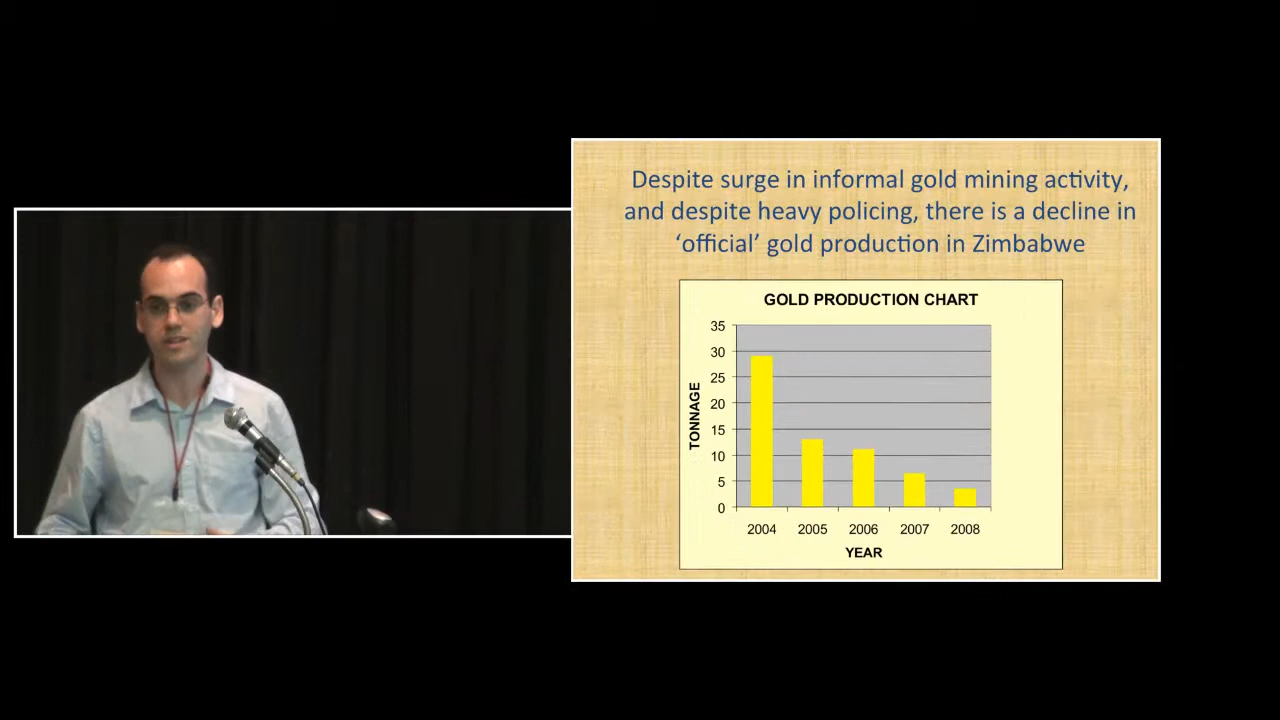 Despite surge in informal gold mining activity,
and despite heavy policing, there is a decline in
‘official’ gold production in Zimbabwe
GOLD PRODUCTION CHART
35
30
25
20
15
10
5
0
TONNAGE
2004 2005 2006 2007 2008
YEAR